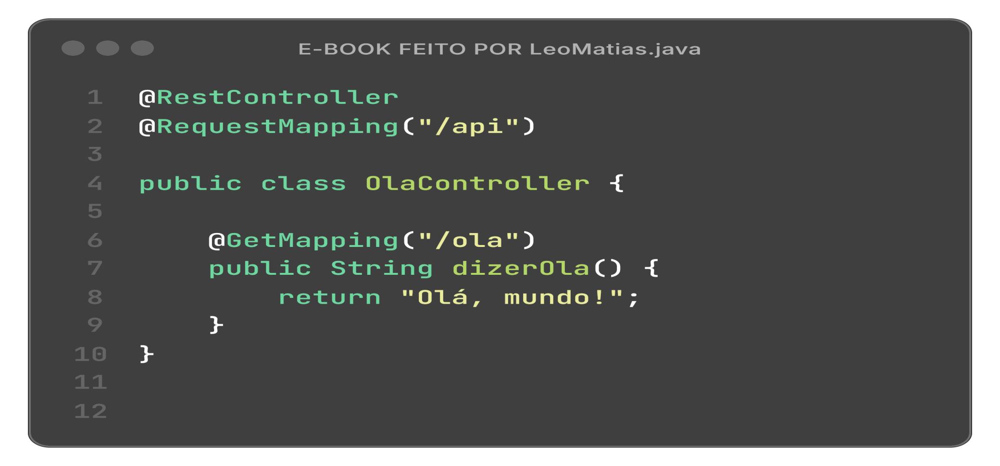 E-BOOK FEITO POR LeoMatias.java
1 @RestController
2 @RequestMapping("/api")
3
4 public class OlaController {
5
6     @GetMapping("/ola")
7     public String dizerOla() {
8         return "Olá, mundo!";
9     }
10 }
11
12